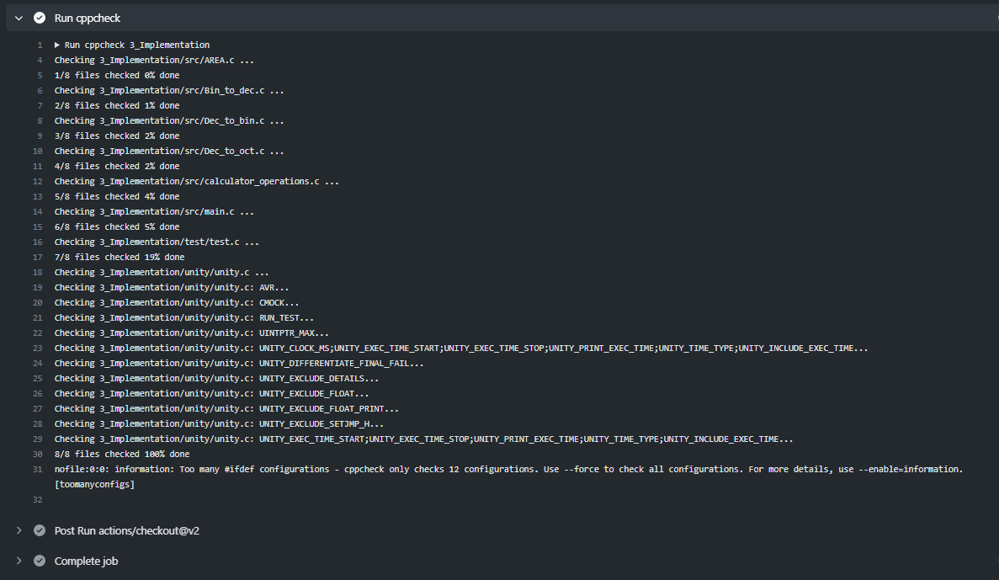 Run cppcheck
1 ▶ Run cppcheck 3_Implementation
4 Checking 3_Implementation/src/AREA.c ...
5 1/8 files checked 0% done
6 Checking 3_Implementation/src/Bin_to_dec.c ...
7 2/8 files checked 1% done
8 Checking 3_Implementation/src/Dec_to_bin.c ...
9 3/8 files checked 2% done
10 Checking 3_Implementation/src/Dec_to_oct.c ...
11 4/8 files checked 2% done
12 Checking 3_Implementation/src/calculator_operations.c ...
13 5/8 files checked 4% done
14 Checking 3_Implementation/src/main.c ...
15 6/8 files checked 5% done
16 Checking 3_Implementation/test/test.c ...
17 7/8 files checked 19% done
18 Checking 3_Implementation/unity/unity.c ...
19 Checking 3_Implementation/unity/unity.c: AVR...
20 Checking 3_Implementation/unity/unity.c: CMOCK...
21 Checking 3_Implementation/unity/unity.c: RUN_TEST...
22 Checking 3_Implementation/unity/unity.c: UINTPTR_MAX...
23 Checking 3_Implementation/unity/unity.c: UNITY_CLOCK_MS;UNITY_EXEC_TIME_START;UNITY_EXEC_TIME_STOP;UNITY_PRINT_EXEC_TIME;UNITY_TIME_TYPE;UNITY_INCLUDE_EXEC_TIME...
24 Checking 3_Implementation/unity/unity.c: UNITY_DIFFERENTIATE_FINAL_FAIL...
25 Checking 3_Implementation/unity/unity.c: UNITY_EXCLUDE_DETAILS...
26 Checking 3_Implementation/unity/unity.c: UNITY_EXCLUDE_FLOAT...
27 Checking 3_Implementation/unity/unity.c: UNITY_EXCLUDE_FLOAT_PRINT...
28 Checking 3_Implementation/unity/unity.c: UNITY_EXCLUDE_SETJMP_H...
29 Checking 3_Implementation/unity/unity.c: UNITY_EXEC_TIME_START;UNITY_EXEC_TIME_STOP;UNITY_PRINT_EXEC_TIME;UNITY_TIME_TYPE;UNITY_INCLUDE_EXEC_TIME...
30 8/8 files checked 100% done
31 nofile:0:0: information: Too many #ifdef configurations - cppcheck only checks 12 configurations. Use --force to check all configurations. For more details, use --enable=information.
[toomanyconfigs]
32
Post Run actions/checkout@v2
Complete job